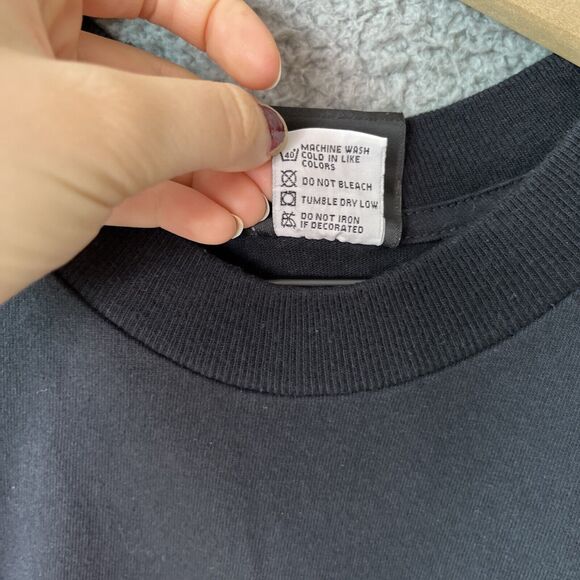 40° MACHINE WASH
COLD IN LIKE
COLORS
DO NOT BLEACH
TUMBLE DRY LOW
DO NOT IRON
IF DECORATED